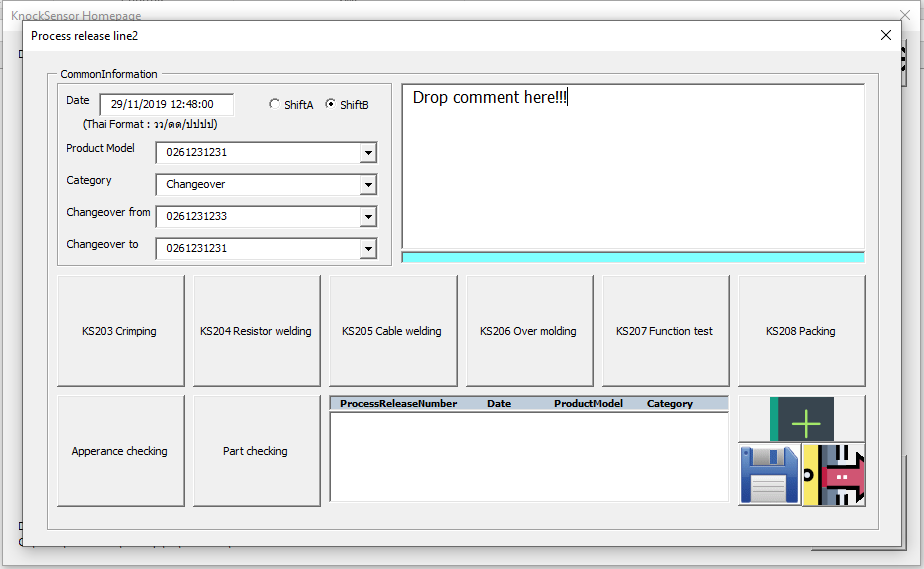 KnockSensor Homepage
Process release line2
CommonInformation
Date 29/11/2019 12:48:00 ShiftA ShiftB
(Thai Format : วว/ดด/ปปปป)
Product Model 0261231231
Category Changeover
Changeover from 0261231233
Changeover to 0261231231
Drop comment here!!!
KS203 Crimping KS204 Resistor welding KS205 Cable welding KS206 Over molding KS207 Function test KS208 Packing
Apperance checking Part checking
ProcessReleaseNumber Date ProductModel Category